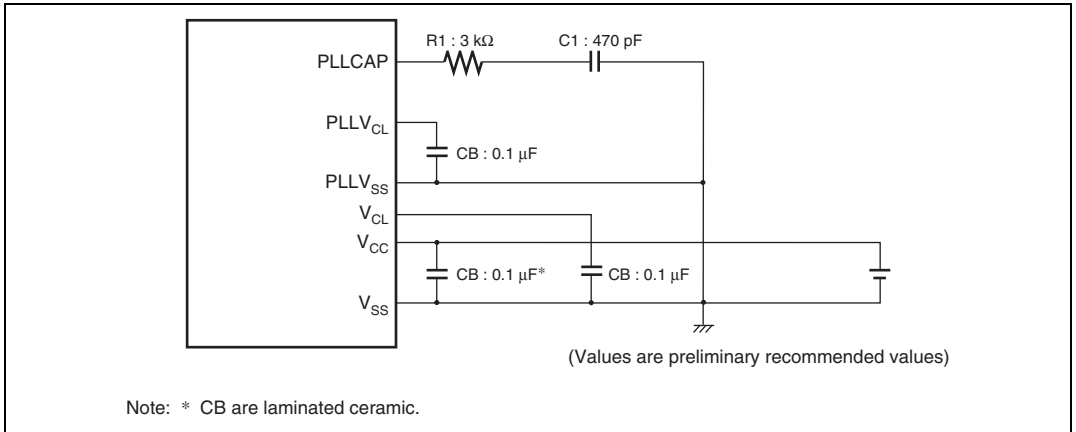 R1 : 3 kΩ
C1 : 470 pF
PLLCAP
PLLVCL
CB : 0.1 μF
PLLVSS
VCL
VCC
CB : 0.1 μF*
CB : 0.1 μF
VSS
(Values are preliminary recommended values)
Note: * CB are laminated ceramic.